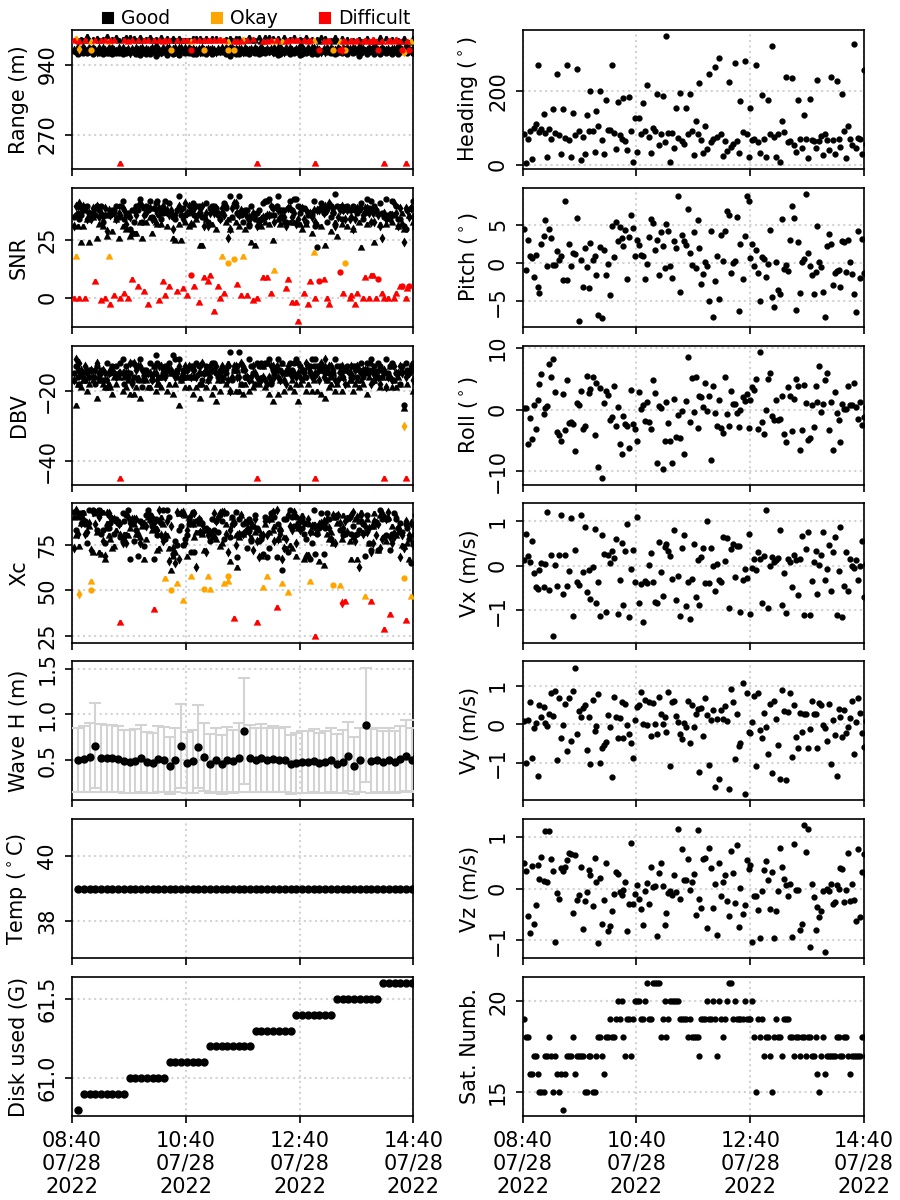 Good Okay Difficult
Range (m)
940
270
Heading (°)
200
0
SNR
25
0
Pitch (°)
5
0
−5
DBV
−20
−40
Roll (°)
10
0
−10
Xc
75
50
25
Vx (m/s)
1
0
−1
Wave H (m)
1.5
1.0
0.5
Vy (m/s)
1
0
−1
Temp (°C)
40
38
Vz (m/s)
1
0
−1
Disk used (G)
61.5
61.0
Sat. Numb.
20
15
08:40 10:40 12:40 14:40 08:40 10:40 12:40 14:40
07/28 07/28 07/28 07/28 07/28 07/28 07/28 07/28
2022 2022 2022 2022 2022 2022 2022 2022